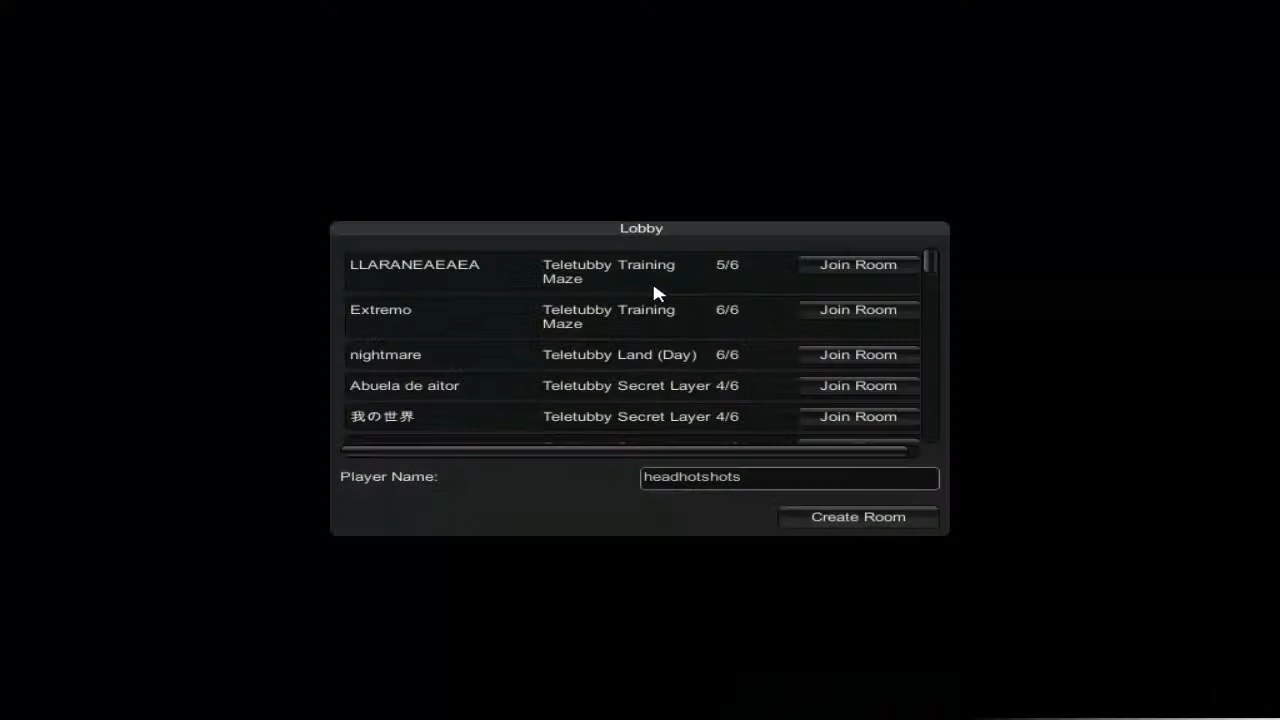 Lobby
LLARANEAEAEA Teletubby Training Maze 5/6 Join Room
Extremo Teletubby Training Maze 6/6 Join Room
nightmare Teletubby Land (Day) 6/6 Join Room
Abuela de aitor Teletubby Secret Layer 4/6 Join Room
我の世界 Teletubby Secret Layer 4/6 Join Room
Player Name: headhotshots
Create Room